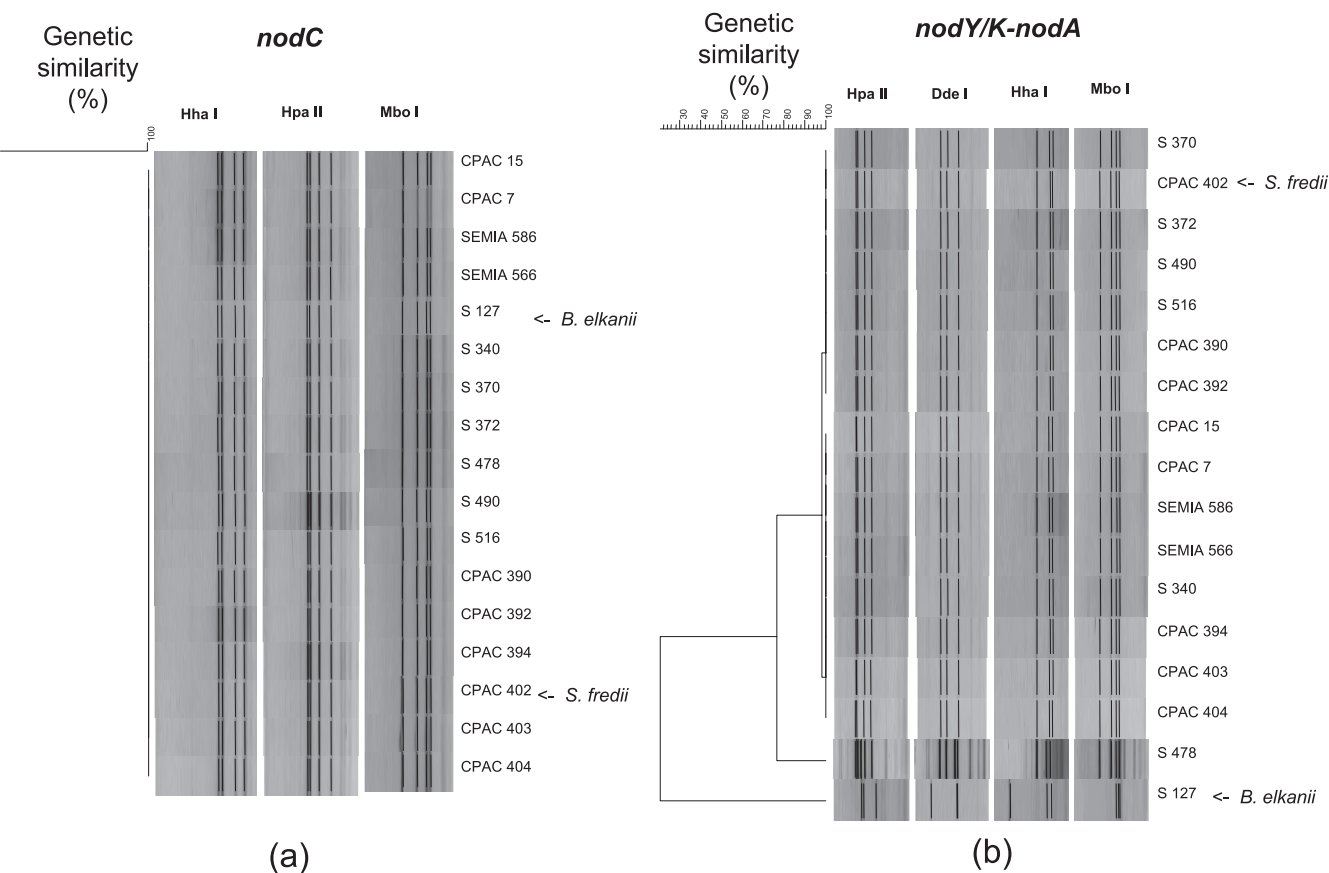 Genetic
similarity
(%)
nodC
Hha I
Hpa II
Mbo I
100
CPAC 15
CPAC 7
SEMIA 586
SEMIA 566
S 127
<- B. elkanii
S 340
S 370
S 372
S 478
S 490
S 516
CPAC 390
CPAC 392
CPAC 394
CPAC 402 <- S. fredii
CPAC 403
CPAC 404
(a)
Genetic
similarity
(%)
nodY/K-nodA
Hpa II
Dde I
Hha I
Mbo I
30 40 50 60 70 80 90 100
S 370
CPAC 402 <- S. fredii
S 372
S 490
S 516
CPAC 390
CPAC 392
CPAC 15
CPAC 7
SEMIA 586
SEMIA 566
S 340
CPAC 394
CPAC 403
CPAC 404
S 478
S 127 <- B. elkanii
(b)